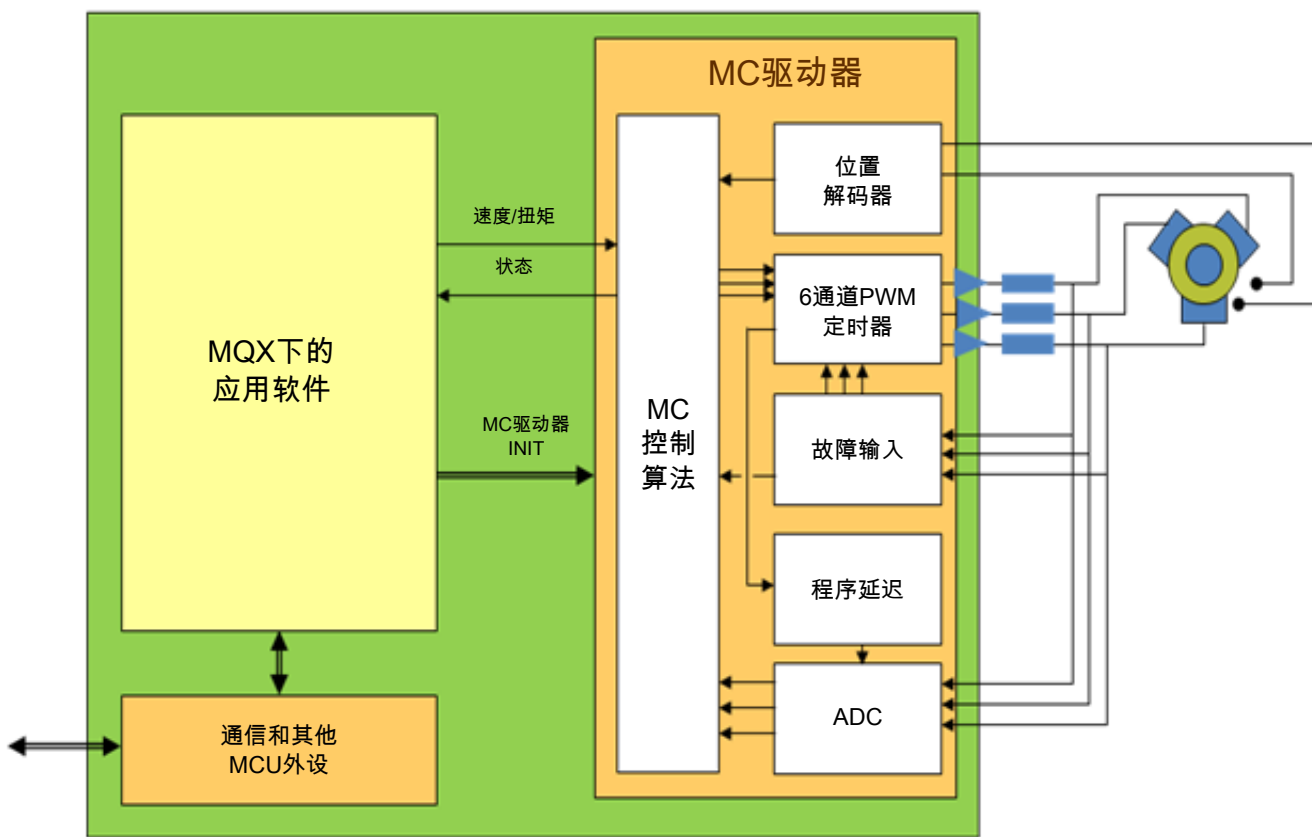 MC驱动器
MQX下的
应用软件
速度/扭矩
状态
MC驱动器
INIT
MC
控制
算法
位置
解码器
6通道PWM
定时器
故障输入
程序延迟
ADC
通信和其他
MCU外设